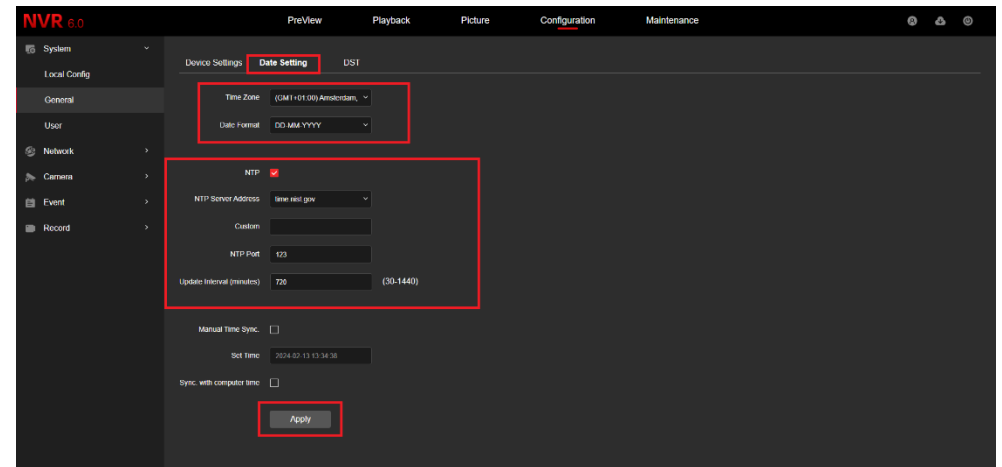 NVR 6.0 PreView Playback Picture Configuration Maintenance
System
Local Config
General
User
Network
Camera
Event
Record
Device Settings Date Setting DST
Time Zone (GMT+01:00) Amsterdam,
Date Format DD-MM-YYYY
NTP
NTP Server Address time.nist.gov
Custom
NTP Port 123
Update Interval (minutes) 720 (30-1440)
Manual Time Sync.
Set Time 2024-02-13 13:34:38
Sync. with computer time
Apply